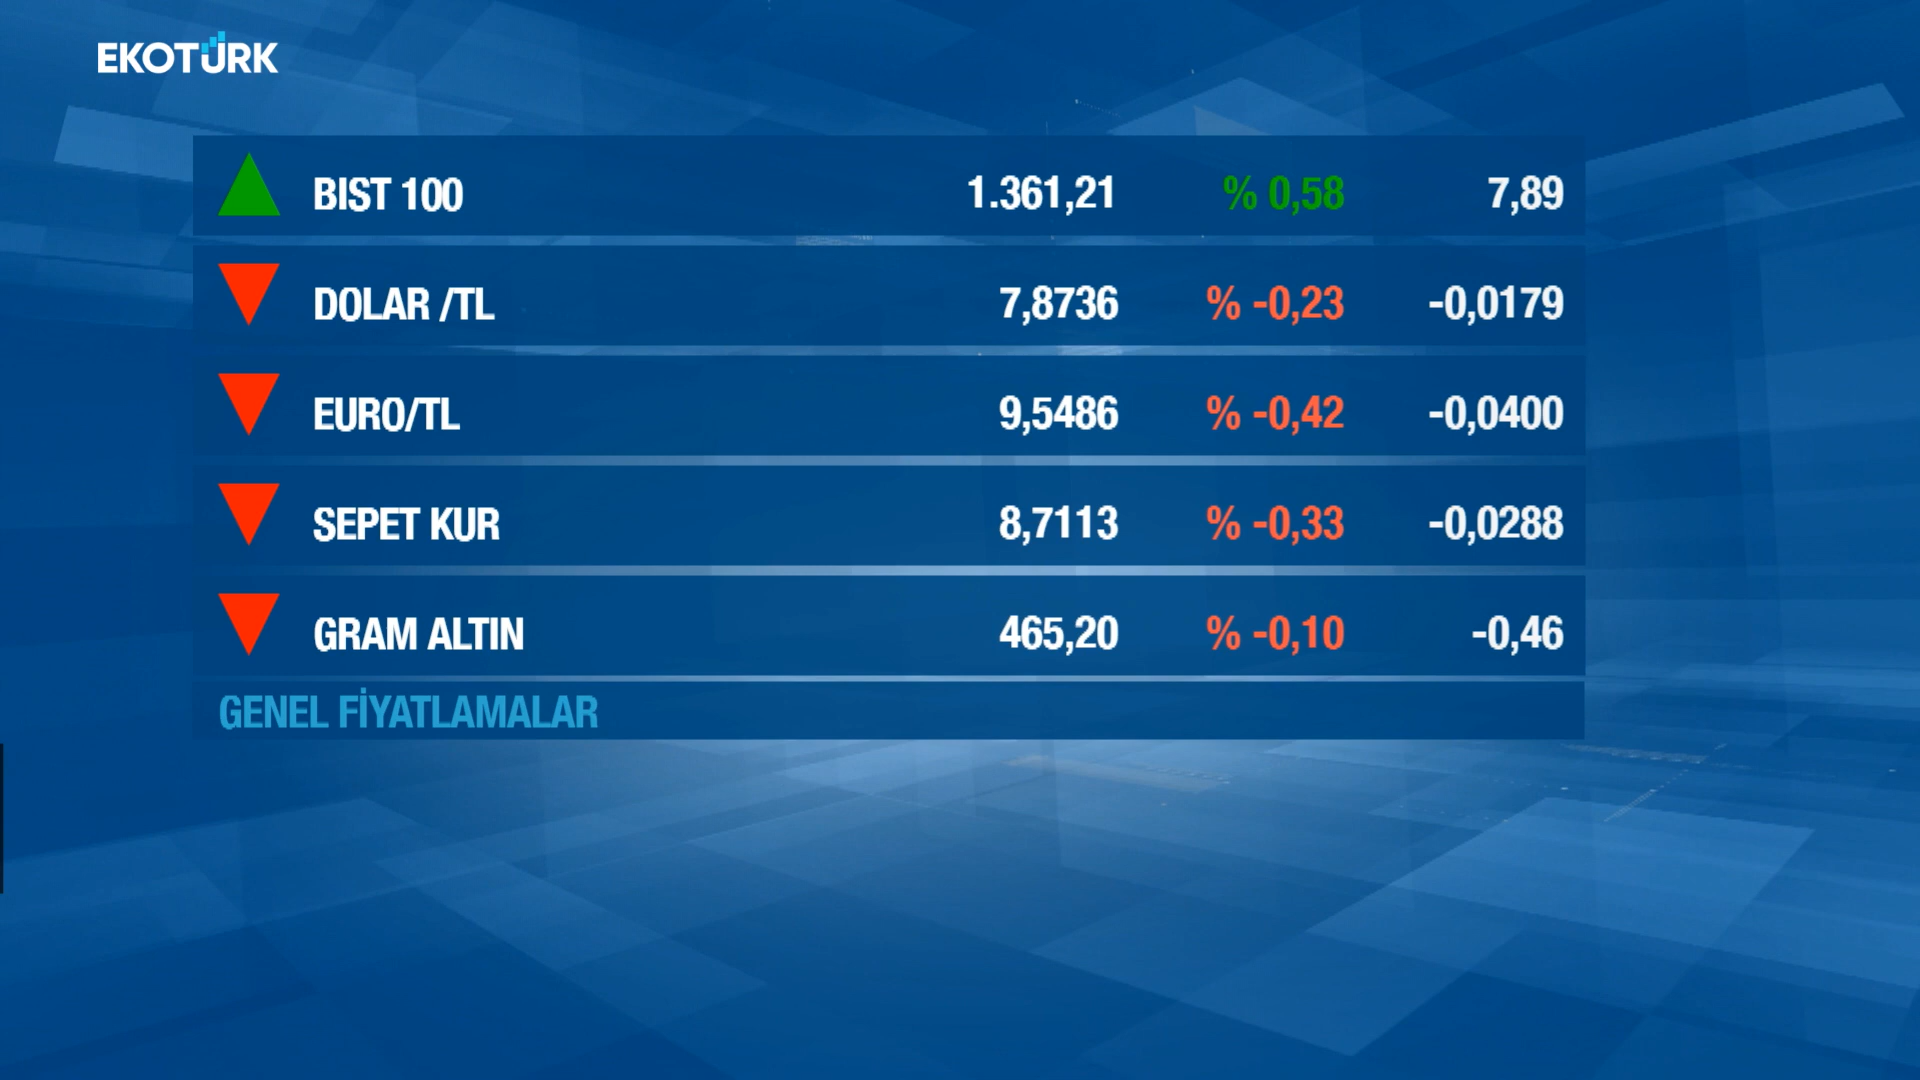 EKOTÜRK
BIST 100 1.361,21 % 0,58 7,89
DOLAR /TL 7,8736 % -0,23 -0,0179
EURO/TL 9,5486 % -0,42 -0,0400
SEPET KUR 8,7113 % -0,33 -0,0288
GRAM ALTIN 465,20 % -0,10 -0,46
GENEL FİYATLAMALAR